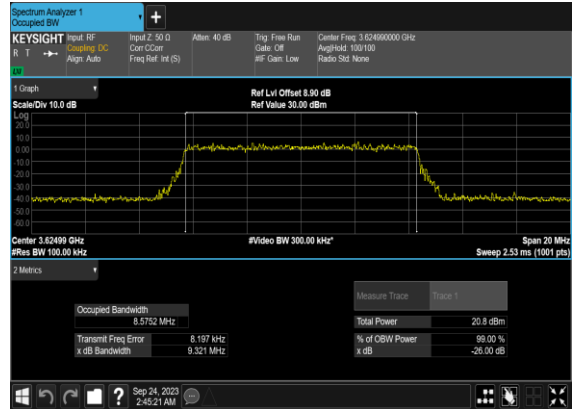 Spectrum Analyzer 1
Occupied BW
KEYSIGHT
R T
Input: RF
Coupling: DC
Align: Auto
Input Z: 50 Ω
Corr CCorr
Freq Ref: Int (S)
Atten: 40 dB
Trig: Free Run
Gate: Off
#IF Gain: Low
Center Freq: 3.624990000 GHz
Avg|Hold: 100/100
Radio Std: None
1 Graph
Scale/Div 10.0 dB
Ref Lvl Offset 8.90 dB
Ref Value 30.00 dBm
Log
20.0
10.0
0.00
-10.0
-20.0
-30.0
-40.0
-50.0
-60.0
Center 3.62499 GHz
#Res BW 100.00 kHz
#Video BW 300.00 kHz*
Span 20 MHz
Sweep 2.53 ms (1001 pts)
2 Metrics
Measure Trace
Trace 1
Occupied Bandwidth
8.5752 MHz
Total Power
20.8 dBm
Transmit Freq Error
8.197 kHz
% of OBW Power
99.00 %
x dB Bandwidth
9.321 MHz
x dB
-26.00 dB
?
Sep 24, 2023
2:45:21 AM